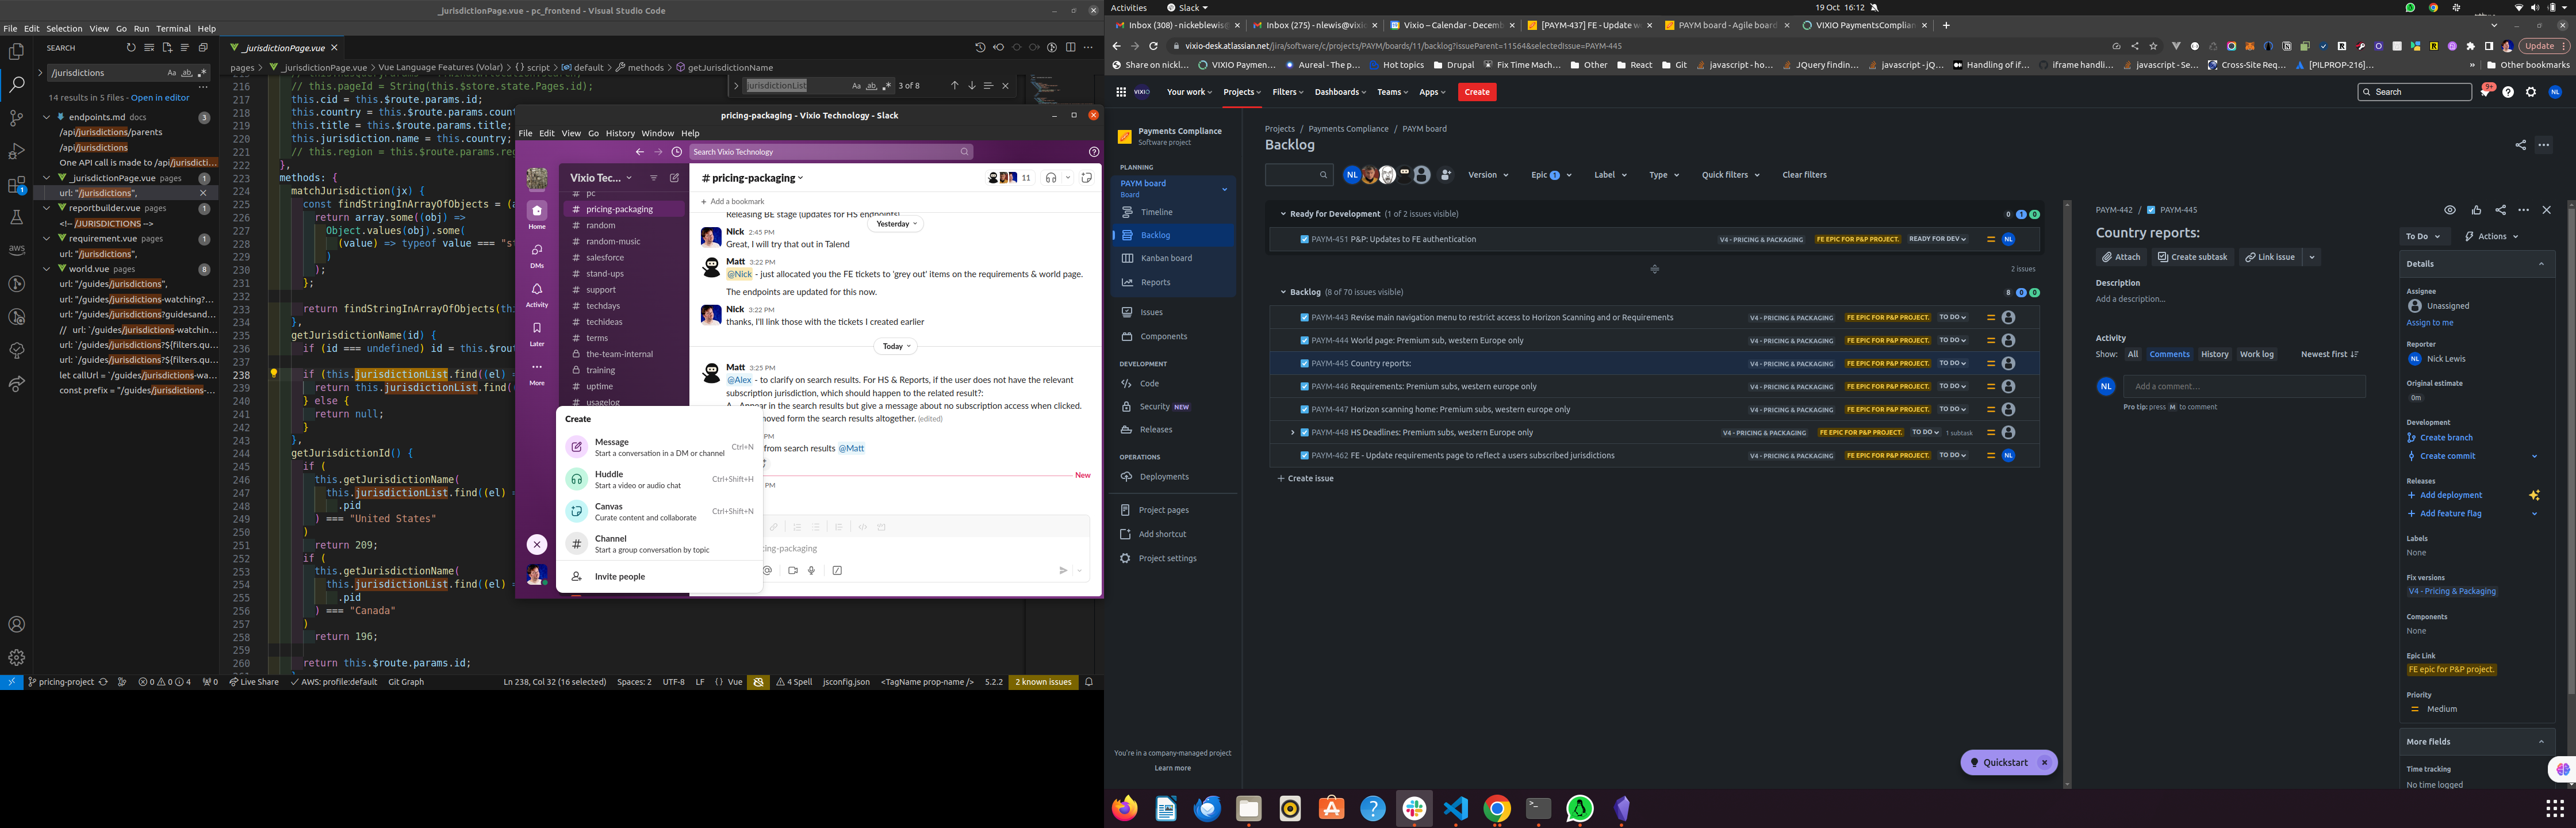 _jurisdictionPage.vue - pc_frontend - Visual Studio Code
File Edit Selection View Go Run Terminal Help
SEARCH
/jurisdictions
14 results in 5 files - Open in editor
endpoints.md docs 3
/api/jurisdictions/parents
/api/jurisdictions
One API call is made to /api/jurisdicti...
_jurisdictionPage.vue pages 1
url: "/jurisdictions",
reportbuilder.vue pages 1
<!-- /JURISDICTIONS -->
requirement.vue pages 1
url: "/jurisdictions",
world.vue pages 8
url: "/guides/jurisdictions",
url: "/guides/jurisdictions-watching?...
url: "/guides/jurisdictions?guidesand...
// url: `/guides/jurisdictions-watchin...
url: `/guides/jurisdictions?${filters.qu...
url: `/guides/jurisdictions?${filters.qu...
let callUrl = `/guides/jurisdictions-wa...
const prefix = "/guides/jurisdictions-...
_jurisdictionPage.vue
pages > _jurisdictionPage.vue > Vue Language Features (Volar) > {} script > default > methods > getJurisdictionName
jurisdictionList
3 of 8
216 // this.pageId = String(this.$store.state.Pages.id);
217 this.cid = this.$route.params.id;
218 this.country = this.$route.params.coun
219 this.title = this.$route.params.title;
220 this.jurisdiction.name = this.country;
221 // this.region = this.$route.params.re
222 },
223 methods: {
224 matchJurisdiction(jx) {
225 const findStringInArrayOfObjects = (a
226 return array.some((obj) =>
227 Object.values(obj).some(
228 (value) => typeof value === "s
229 )
230 );
231 };
232
233 return findStringInArrayOfObjects(th
234 },
235 getJurisdictionName(id) {
236 if (id === undefined) id = this.$rou
237
238 if (this.jurisdictionList.find((el) =
239 return this.jurisdictionList.find((
240 } else {
241 return null;
242 }
243 },
244 getJurisdictionId() {
245 if (
246 this.getJurisdictionName(
247 this.jurisdictionList.find((el) =
248 .pid
249 ) === "United States"
250 )
251 return 209;
252 if (
253 this.getJurisdictionName(
254 this.jurisdictionList.find((el) =
255 .pid
256 ) === "Canada"
257 )
258 return 196;
259
260 return this.$route.params.id;
pricing-project 0 0 4 0 Live Share AWS: profile:default Git Graph
Ln 238, Col 32 (16 selected) Spaces: 2 UTF-8 LF {} Vue 4 Spell jsconfig.json <TagName prop-name /> 5.2.2 2 known issues
pricing-packaging - Vixio Technology - Slack
File Edit View Go History Window Help
Search Vixio Technology
Home
DMs
Activity
Later
More
Vixio Tec...
# pc
# pricing-packaging
# random
# random-music
# salesforce
# stand-ups
# support
# techdays
# techideas
# terms
the-team-internal
training
# uptime
# usagelog
# pricing-packaging
11
Add a bookmark
Releasing BE stage (updates for HS endpoints)
Yesterday
Nick 2:45 PM
Great, I will try that out in Talend
Matt 3:22 PM
@Nick - just allocated you the FE tickets to 'grey out' items on the requirements & world page.
The endpoints are updated for this now.
Nick 3:22 PM
thanks, I'll link those with the tickets I created earlier
Today
Matt 3:25 PM
@Alex - to clarify on search results. For HS & Reports, if the user does not have the relevant
subscription jurisdiction, which should happen to the related result?:
A. Appear in the search results but give a message about no subscription access when clicked.
moved form the search results altogether. (edited)
PM
from search results @Matt
New
PM
icing-packaging
Create
Message
Start a conversation in a DM or channel
Ctrl+N
Huddle
Start a video or audio chat
Ctrl+Shift+H
Canvas
Curate content and collaborate
Ctrl+Shift+N
Channel
Start a group conversation by topic
Invite people
Activities Slack
19 Oct 16:12
Inbox (308) - nickeblewis@
Inbox (275) - nlewis@vixio
Vixio – Calendar - Decemb
[PAYM-437] FE - Update w
PAYM board - Agile board
VIXIO PaymentsComplian
vixio-desk.atlassian.net/jira/software/c/projects/PAYM/boards/11/backlog?issueParent=11564&selectedIssue=PAYM-445
Update
Share on nickl... VIXIO Paymen... Aureal - The p... Hot topics Drupal Fix Time Mach... Other React Git javascript - ho... JQuery findin... javascript - jQ... Handling of if... iframe handli... javascript - Se... Cross-Site Req... [PILPROP-216]... » Other bookmarks
VIXIO Your work Projects Filters Dashboards Teams Apps Create
Search
9+
NL
Payments Compliance
Software project
PLANNING
PAYM board
Board
Timeline
Backlog
Kanban board
Reports
Issues
Components
DEVELOPMENT
Code
Security NEW
Releases
OPERATIONS
Deployments
Project pages
Add shortcut
Project settings
You're in a company-managed project
Learn more
Projects / Payments Compliance / PAYM board
Backlog
NL
Version Epic 1 Label Type Quick filters Clear filters
Ready for Development (1 of 2 issues visible) 0 1 0
PAYM-451 P&P: Updates to FE authentication V4 - PRICING & PACKAGING FE EPIC FOR P&P PROJECT. READY FOR DEV NL
2 issues
Backlog (8 of 70 issues visible) 8 0 0
PAYM-443 Revise main navigation menu to restrict access to Horizon Scanning and or Requirements V4 - PRICING & PACKAGING FE EPIC FOR P&P PROJECT. TO DO
PAYM-444 World page: Premium sub, western Europe only V4 - PRICING & PACKAGING FE EPIC FOR P&P PROJECT. TO DO
PAYM-445 Country reports: V4 - PRICING & PACKAGING FE EPIC FOR P&P PROJECT. TO DO
PAYM-446 Requirements: Premium subs, western europe only V4 - PRICING & PACKAGING FE EPIC FOR P&P PROJECT. TO DO
PAYM-447 Horizon scanning home: Premium subs, western europe only V4 - PRICING & PACKAGING FE EPIC FOR P&P PROJECT. TO DO
PAYM-448 HS Deadlines: Premium subs, western Europe only V4 - PRICING & PACKAGING FE EPIC FOR P&P PROJECT. TO DO 1 subtask
PAYM-462 FE - Update requirements page to reflect a users subscribed jurisdictions V4 - PRICING & PACKAGING FE EPIC FOR P&P PROJECT. TO DO NL
+ Create issue
Quickstart
PAYM-442 / PAYM-445
Country reports:
Attach Create subtask Link issue
Description
Add a description...
Activity
Show: All Comments History Work log Newest first
NL
Add a comment...
Pro tip: press M to comment
To Do Actions
Details
Assignee
Unassigned
Assign to me
Reporter
NL Nick Lewis
Original estimate
0m
Development
Create branch
Create commit
Releases
+ Add deployment
+ Add feature flag
Labels
None
Fix versions
V4 - Pricing & Packaging
Components
None
Epic Link
FE epic for P&P project.
Priority
Medium
More fields
Time tracking
No time logged